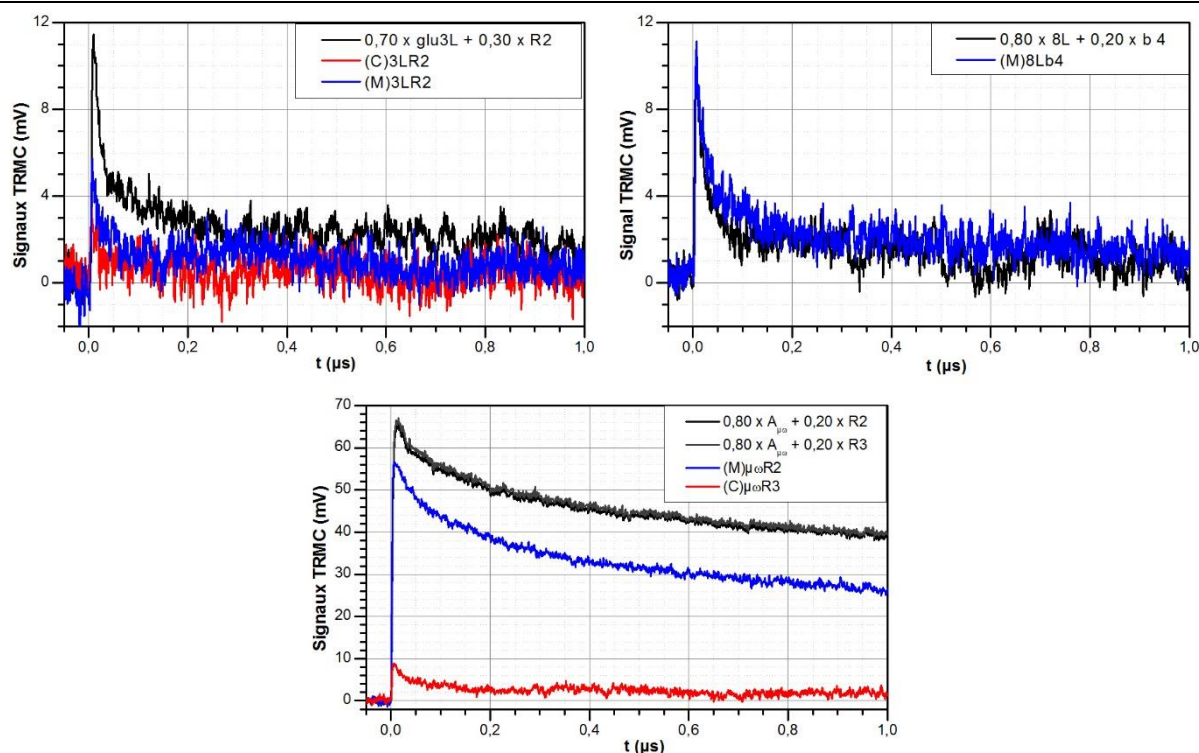 12
8
4
0
Signaux TRMC (mV)
0,70 x glu3L + 0,30 x R2
(C)3LR2
(M)3LR2
0,0 0,2 0,4 0,6 0,8 1,0
t (µs)
12
8
4
0
Signal TRMC (mV)
0,80 x 8L + 0,20 x b 4
(M)8Lb4
0,0 0,2 0,4 0,6 0,8 1,0
t (µs)
70
60
50
40
30
20
10
0
Signaux TRMC (mV)
0,80 x Aµω + 0,20 x R2
0,80 x Aµω + 0,20 x R3
(M)µωR2
(C)µωR3
0,0 0,2 0,4 0,6 0,8 1,0
t (µs)